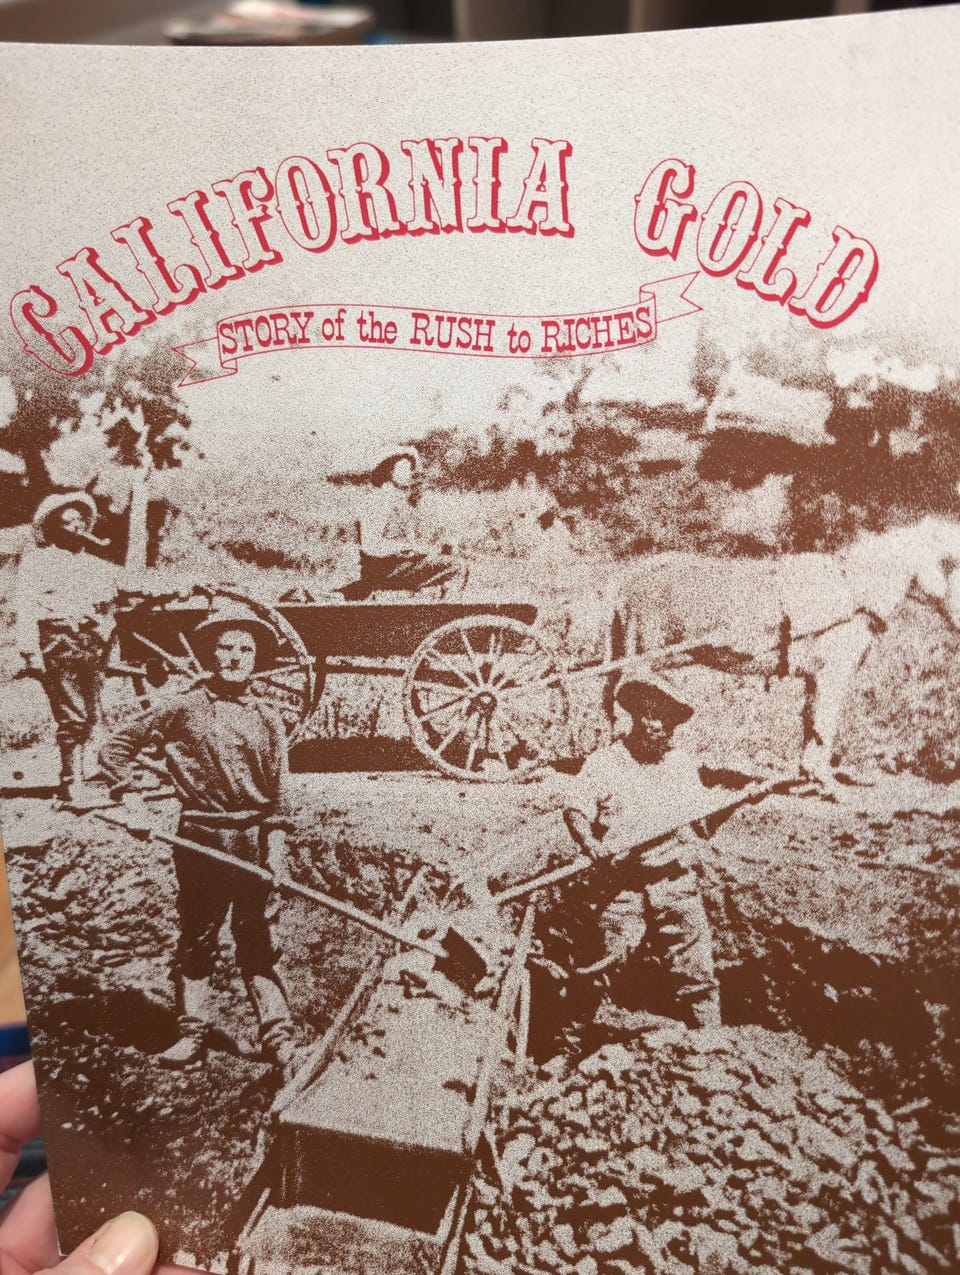 CALIFORNIA GOLD
STORY of the RUSH to RICHES